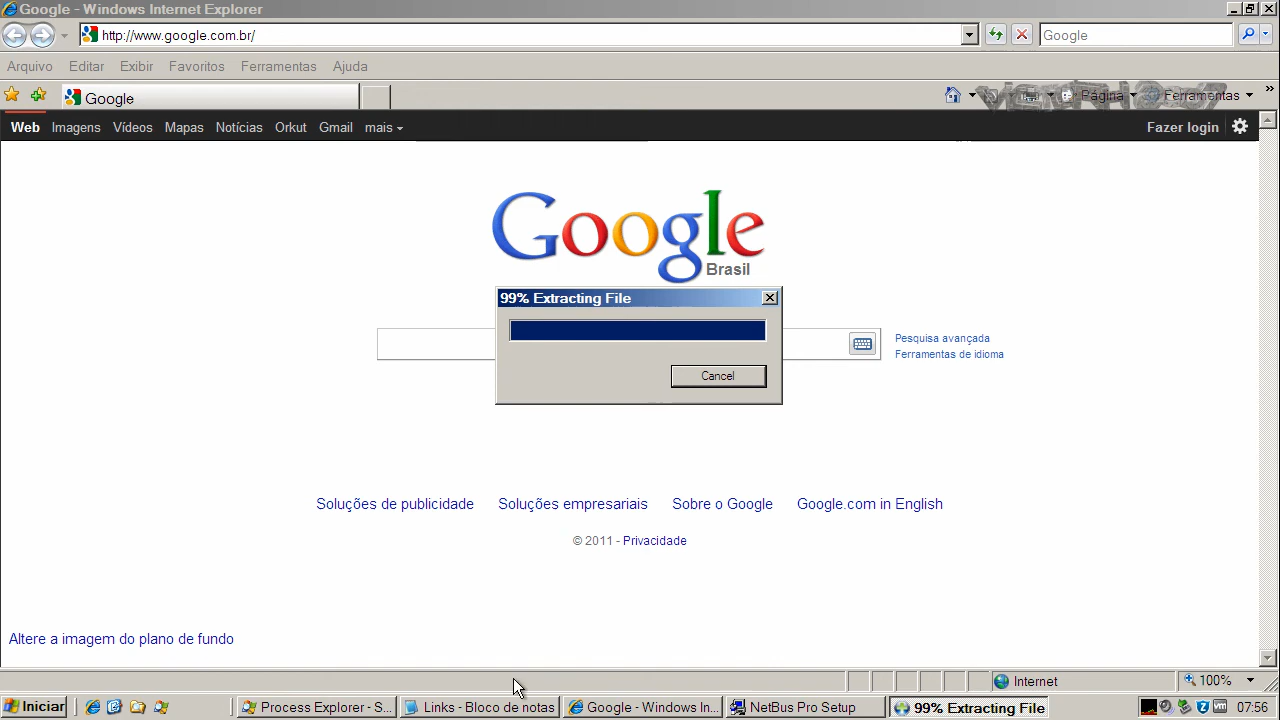 Google - Windows Internet Explorer
http://www.google.com.br/
Google
Arquivo Editar Exibir Favoritos Ferramentas Ajuda
Google
Página Ferramentas
Web Imagens Vídeos Mapas Notícias Orkut Gmail mais
Fazer login
Google
Brasil
99% Extracting File
Cancel
Pesquisa avançada
Ferramentas de idioma
Soluções de publicidade Soluções empresariais Sobre o Google Google.com in English
© 2011 - Privacidade
Altere a imagem do plano de fundo
Internet
100%
Iniciar
Process Explorer - S...
Links - Bloco de notas
Google - Windows In...
NetBus Pro Setup
99% Extracting File
07:56